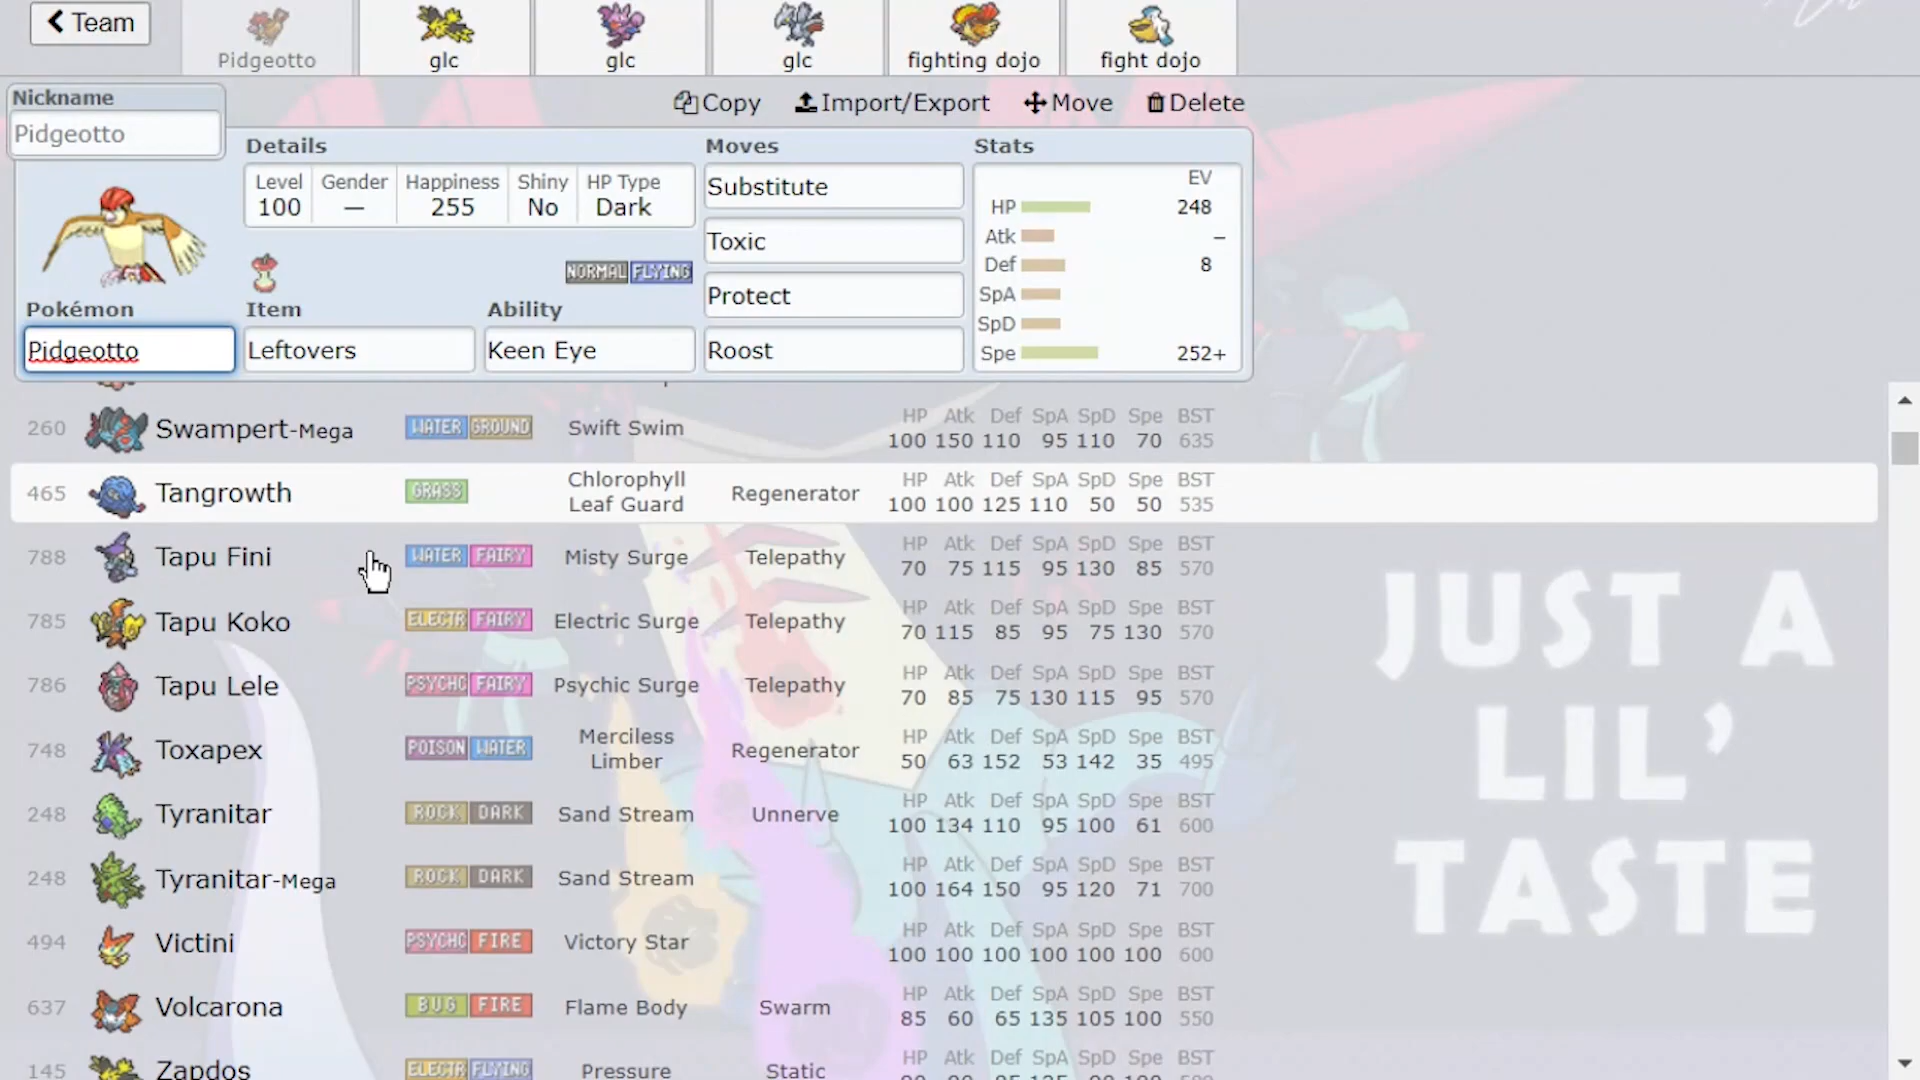 Team
Pidgeotto
glc
glc
glc
fighting dojo
fight dojo
Copy Import/Export Move Delete
Nickname
Pidgeotto
Details
Level Gender Happiness Shiny HP Type
100 — 255 No Dark
NORMAL FLYING
Pokémon Item Ability
Pidgeotto Leftovers Keen Eye
Moves
Substitute
Toxic
Protect
Roost
Stats
EV
HP 248
Atk –
Def 8
SpA
SpD
Spe 252+
HP Atk Def SpA SpD Spe BST
260 Swampert-Mega WATER GROUND Swift Swim 100 150 110 95 110 70 635
HP Atk Def SpA SpD Spe BST
465 Tangrowth GRASS Chlorophyll Leaf Guard Regenerator 100 100 125 110 50 50 535
HP Atk Def SpA SpD Spe BST
788 Tapu Fini WATER FAIRY Misty Surge Telepathy 70 75 115 95 130 85 570
HP Atk Def SpA SpD Spe BST
785 Tapu Koko ELECTR FAIRY Electric Surge Telepathy 70 115 85 95 75 130 570
HP Atk Def SpA SpD Spe BST
786 Tapu Lele PSYCHC FAIRY Psychic Surge Telepathy 70 85 75 130 115 95 570
HP Atk Def SpA SpD Spe BST
748 Toxapex POISON WATER Merciless Limber Regenerator 50 63 152 53 142 35 495
HP Atk Def SpA SpD Spe BST
248 Tyranitar ROCK DARK Sand Stream Unnerve 100 134 110 95 100 61 600
HP Atk Def SpA SpD Spe BST
248 Tyranitar-Mega ROCK DARK Sand Stream 100 164 150 95 120 71 700
HP Atk Def SpA SpD Spe BST
494 Victini PSYCHC FIRE Victory Star 100 100 100 100 100 100 600
HP Atk Def SpA SpD Spe BST
637 Volcarona BUG FIRE Flame Body Swarm 85 60 65 135 105 100 550
HP Atk Def SpA SpD Spe BST
145 Zapdos ELECTR FLYING Pressure Static
JUST A
LIL'
TASTE